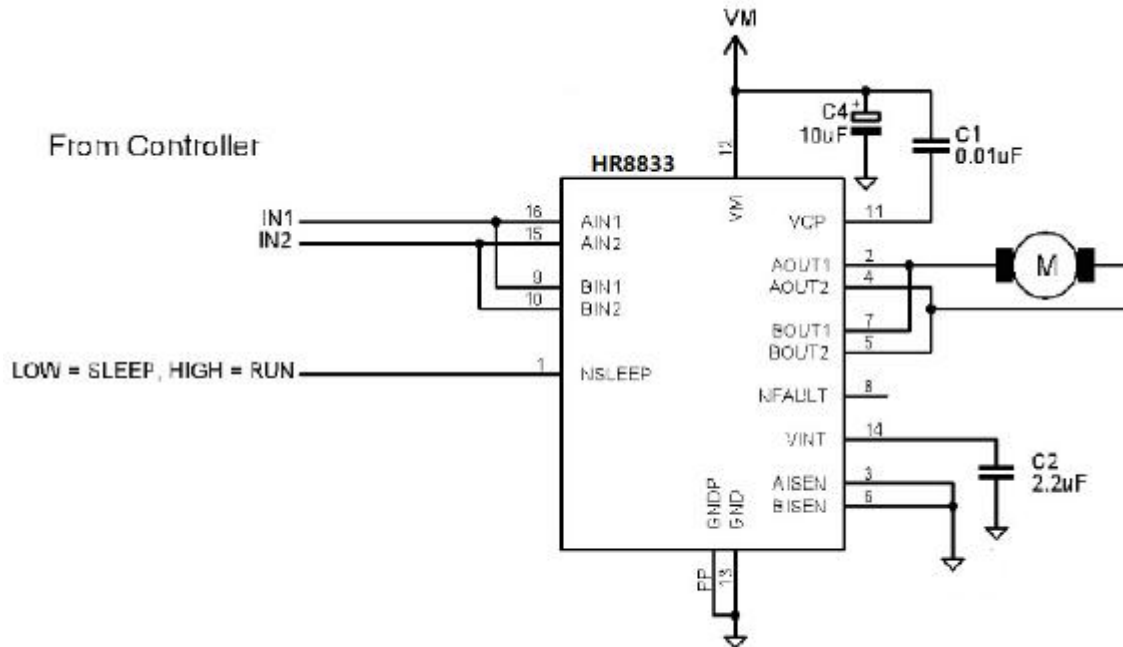 VM
C4
+
10uF
C1
0.01uF
12
From Controller
HR8833
VM
IN1
IN2
16
15
AIN1
AIN2
VCP
11
9
10
BIN1
BIN2
AOUT1
AOUT2
2
4
M
BOUT1
BOUT2
7
5
LOW = SLEEP, HIGH = RUN
1
NSLEEP
NFAULT
8
VINT
14
C2
2.2uF
AISEN
BISEN
3
6
GNDP
GND
PP
13